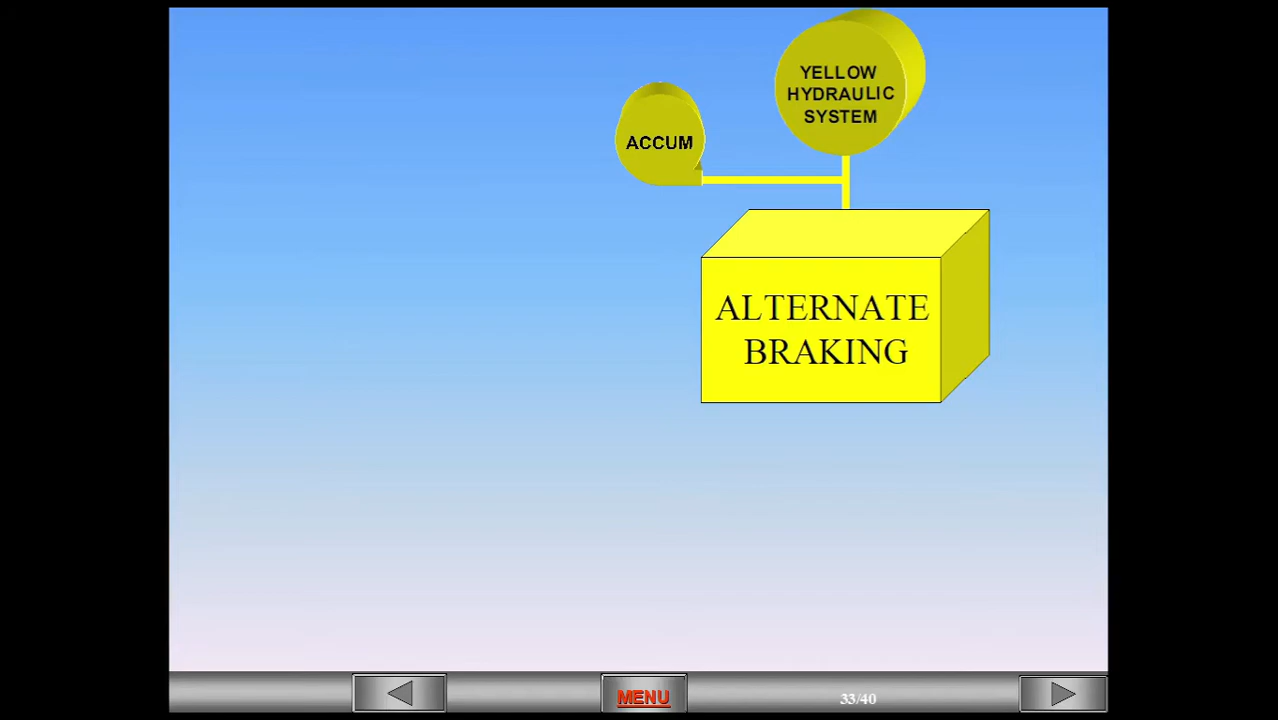 YELLOW
HYDRAULIC
SYSTEM
ACCUM
ALTERNATE
BRAKING
MENU
33/40